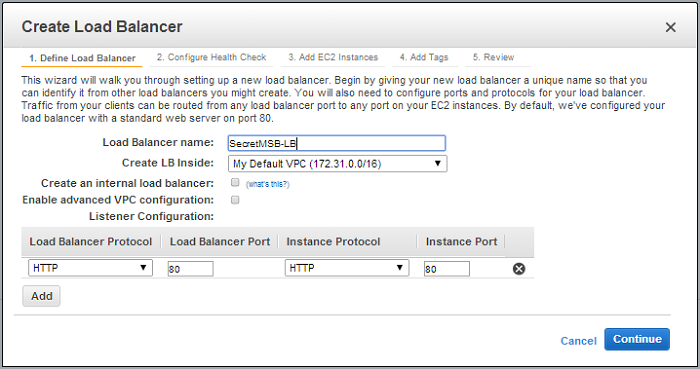 Create Load Balancer
1. Define Load Balancer 2. Configure Health Check 3. Add EC2 Instances 4. Add Tags 5. Review
This wizard will walk you through setting up a new load balancer. Begin by giving your new load balancer a unique name so that you
can identify it from other load balancers you might create. You will also need to configure ports and protocols for your load balancer.
Traffic from your clients can be routed from any load balancer port to any port on your EC2 instances. By default, we've configured your
load balancer with a standard web server on port 80.
Load Balancer name: SecretMSB-LB
Create LB Inside: My Default VPC (172.31.0.0/16)
Create an internal load balancer: (what's this?)
Enable advanced VPC configuration:
Listener Configuration:
Load Balancer Protocol Load Balancer Port Instance Protocol Instance Port
HTTP 80 HTTP 80
Add
Cancel Continue